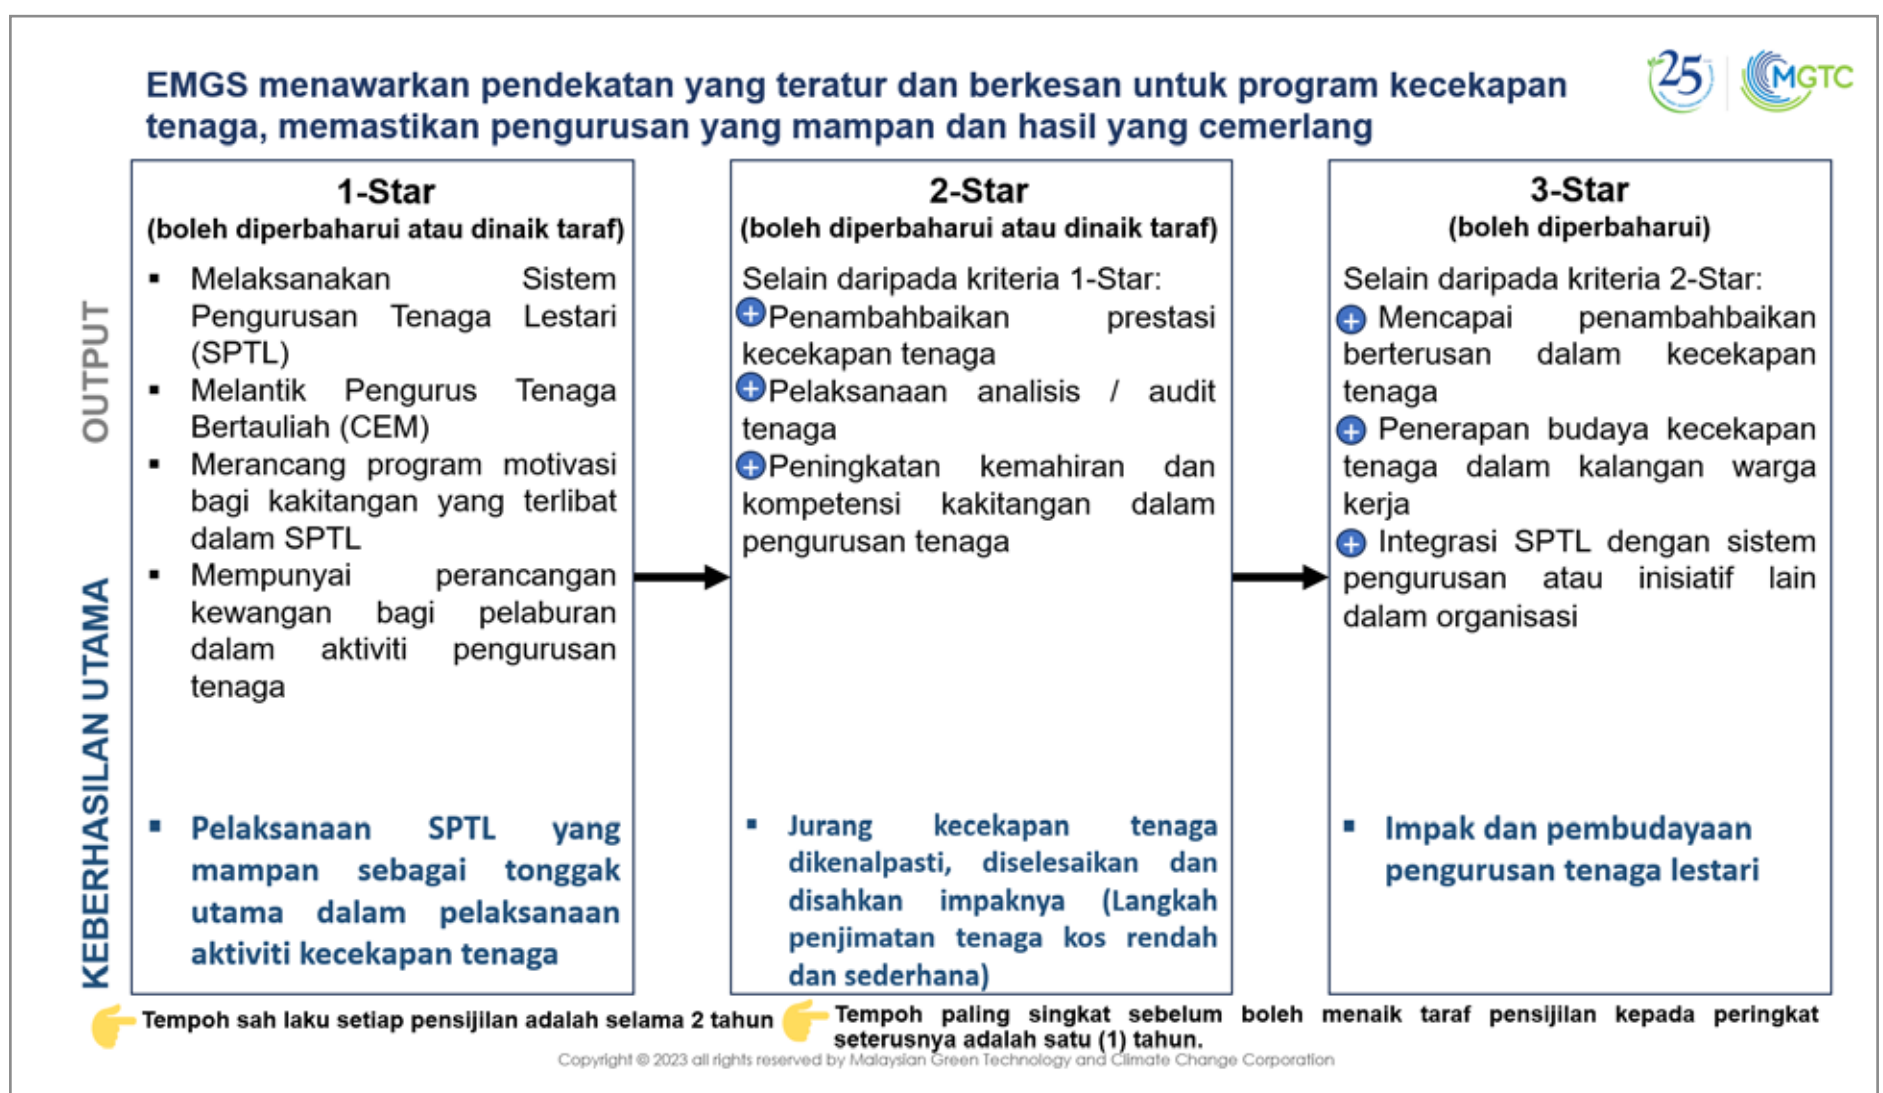 EMGS menawarkan pendekatan yang teratur dan berkesan untuk program kecekapan
tenaga, memastikan pengurusan yang mampan dan hasil yang cemerlang
25
MGTC
OUTPUT
KEBERHASILAN UTAMA
1-Star
(boleh diperbaharui atau dinaik taraf)
▪ Melaksanakan Sistem
Pengurusan Tenaga Lestari
(SPTL)
▪ Melantik Pengurus Tenaga
Bertauliah (CEM)
▪ Merancang program motivasi
bagi kakitangan yang terlibat
dalam SPTL
▪ Mempunyai perancangan
kewangan bagi pelaburan
dalam aktiviti pengurusan
tenaga
▪ Pelaksanaan SPTL yang
mampan sebagai tonggak
utama dalam pelaksanaan
aktiviti kecekapan tenaga
2-Star
(boleh diperbaharui atau dinaik taraf)
Selain daripada kriteria 1-Star:
+ Penambahbaikan prestasi
kecekapan tenaga
+ Pelaksanaan analisis / audit
tenaga
+ Peningkatan kemahiran dan
kompetensi kakitangan dalam
pengurusan tenaga
▪ Jurang kecekapan tenaga
dikenalpasti, diselesaikan dan
disahkan impaknya (Langkah
penjimatan tenaga kos rendah
dan sederhana)
3-Star
(boleh diperbaharui)
Selain daripada kriteria 2-Star:
+ Mencapai penambahbaikan
berterusan dalam kecekapan
tenaga
+ Penerapan budaya kecekapan
tenaga dalam kalangan warga
kerja
+ Integrasi SPTL dengan sistem
pengurusan atau inisiatif lain
dalam organisasi
▪ Impak dan pembudayaan
pengurusan tenaga lestari
Tempoh sah laku setiap pensijilan adalah selama 2 tahun
Tempoh paling singkat sebelum boleh menaik taraf pensijilan kepada peringkat
seterusnya adalah satu (1) tahun.
Copyright © 2023 all rights reserved by Malaysian Green Technology and Climate Change Corporation